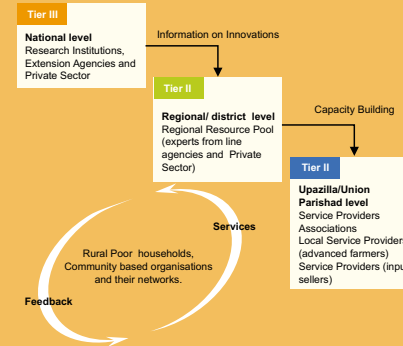 Tier III
National level
Research Institutions,
Extension Agencies and
Private Sector
Information on Innovations
Tier II
Regional/ district level
Regional Resource Pool
(experts from line
agencies and Private
Sector)
Capacity Building
Tier II
Upazilla/Union
Parishad level
Service Providers
Associations
Local Service Providers
(advanced farmers)
Service Providers (inpu
sellers)
Services
Rural Poor households,
Community based organisations
and their networks.
Feedback